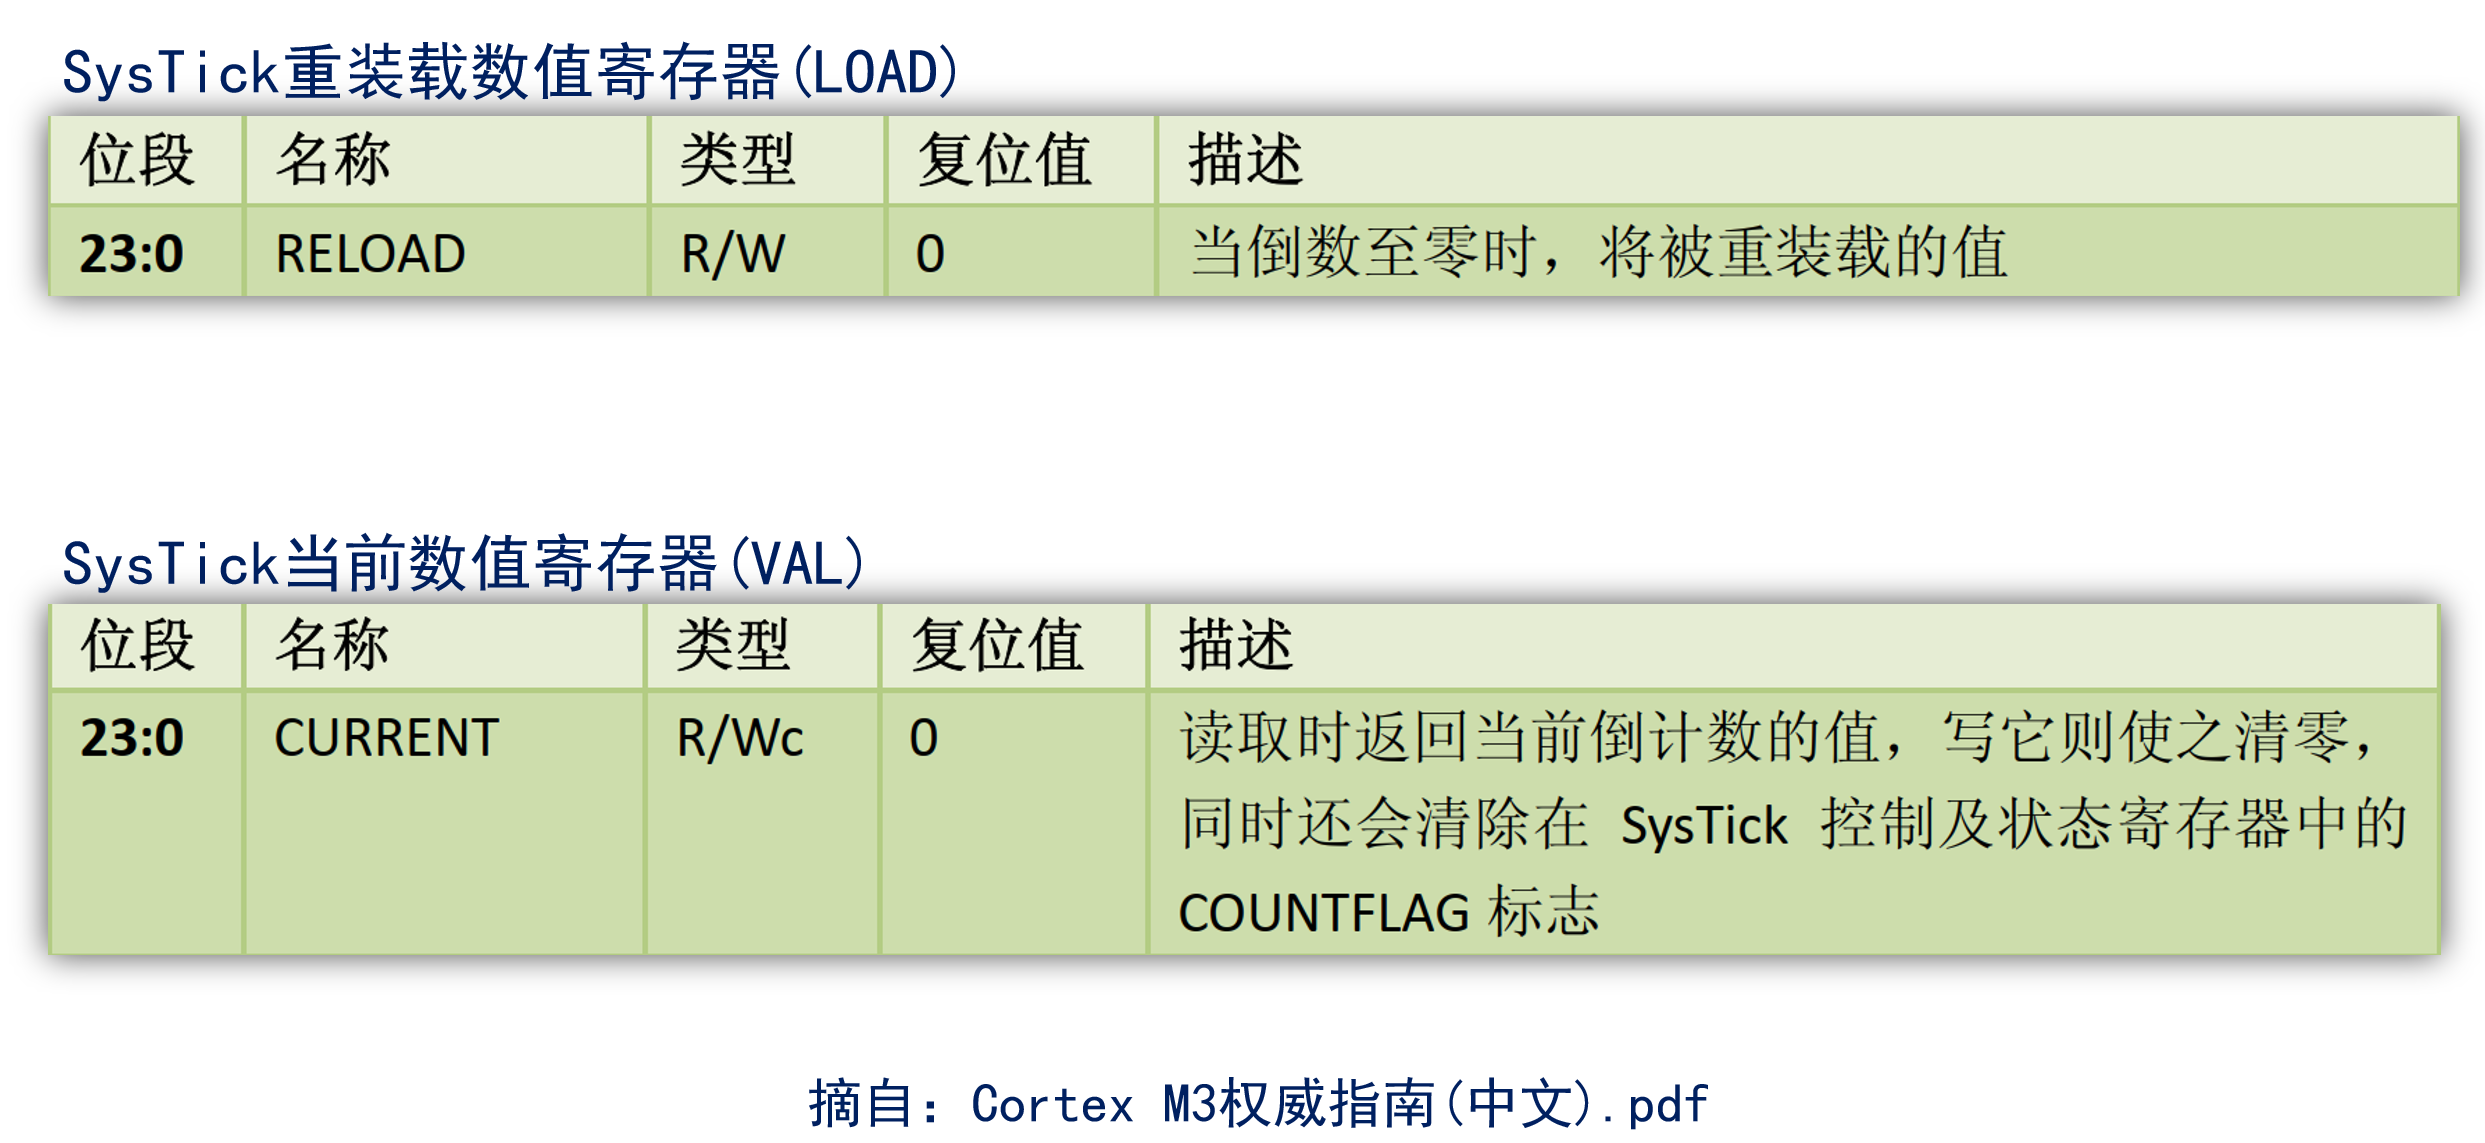 SysTick重装载数值寄存器(LOAD)
位段 名称 类型 复位值 描述
23:0 RELOAD R/W 0 当倒数至零时，将被重装载的值
SysTick当前数值寄存器(VAL)
位段 名称 类型 复位值 描述
23:0 CURRENT R/Wc 0 读取时返回当前倒计数的值，写它则使之清零，
同时还会清除在 SysTick 控制及状态寄存器中的
COUNTFLAG 标志
摘自：Cortex M3权威指南(中文).pdf